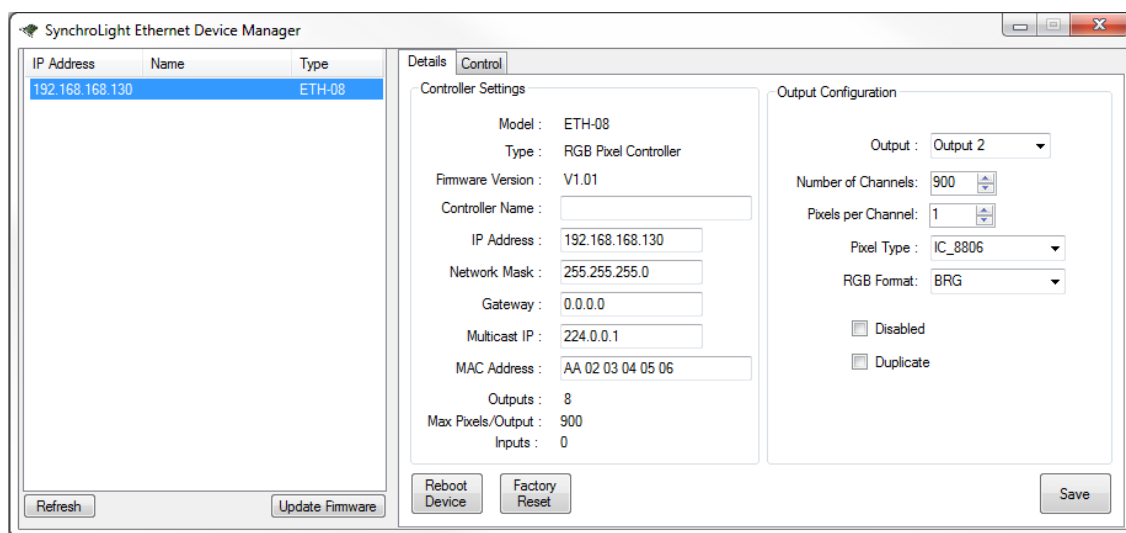 SynchroLight Ethernet Device Manager
IP Address Name Type
192.168.168.130 ETH-08
Refresh
Update Firmware
Details Control
Controller Settings
Model : ETH-08
Type : RGB Pixel Controller
Firmware Version : V1.01
Controller Name :
IP Address : 192.168.168.130
Network Mask : 255.255.255.0
Gateway : 0.0.0.0
Multicast IP : 224.0.0.1
MAC Address : AA 02 03 04 05 06
Outputs : 8
Max Pixels/Output : 900
Inputs : 0
Reboot
Device
Factory
Reset
Output Configuration
Output : Output 2
Number of Channels: 900
Pixels per Channel: 1
Pixel Type : IC_8806
RGB Format: BRG
Disabled
Duplicate
Save